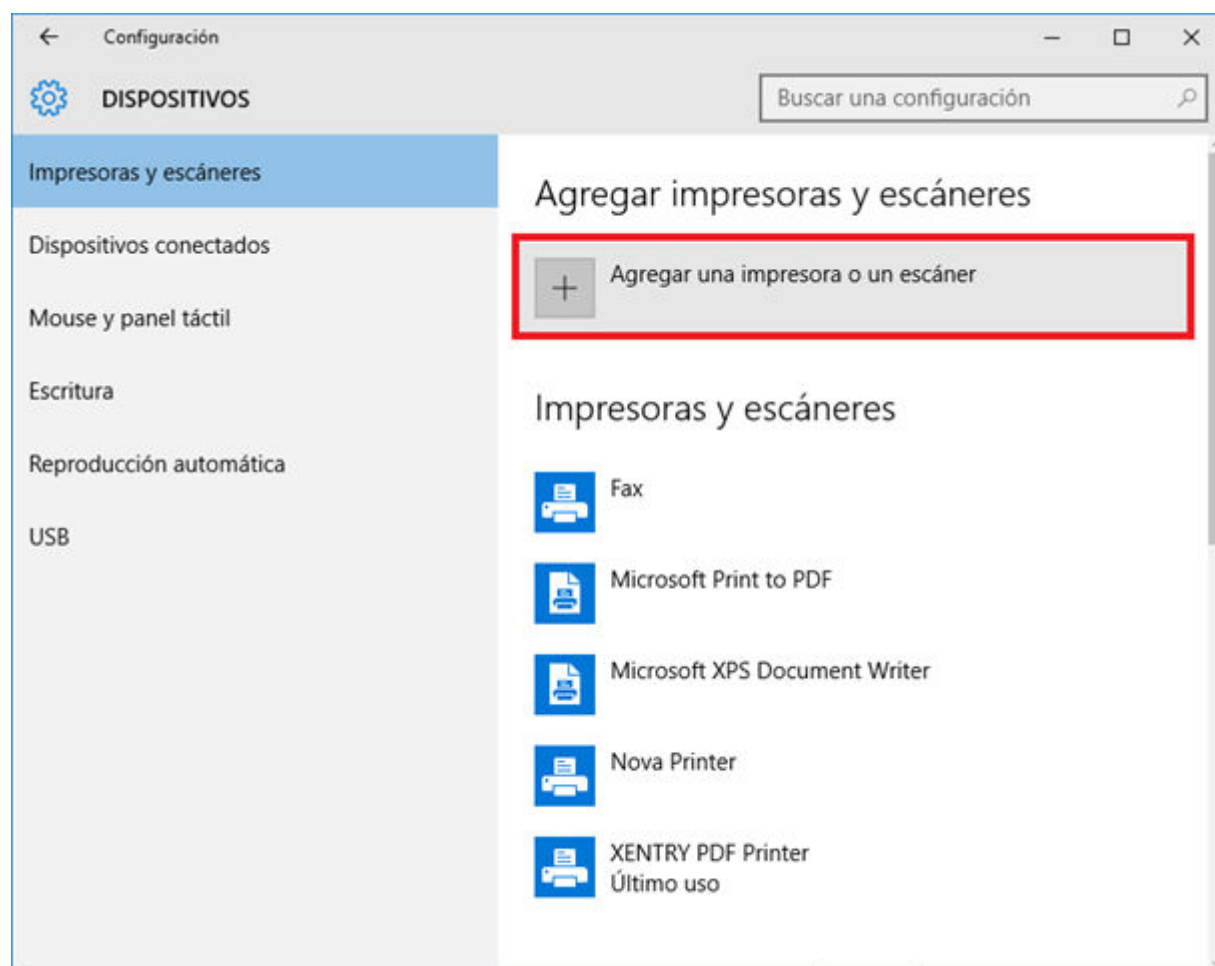 Configuración
DISPOSITIVOS
Buscar una configuración
Impresoras y escáneres
Dispositivos conectados
Mouse y panel táctil
Escritura
Reproducción automática
USB
Agregar impresoras y escáneres
Agregar una impresora o un escáner
Impresoras y escáneres
Fax
Microsoft Print to PDF
Microsoft XPS Document Writer
Nova Printer
XENTRY PDF Printer
Último uso